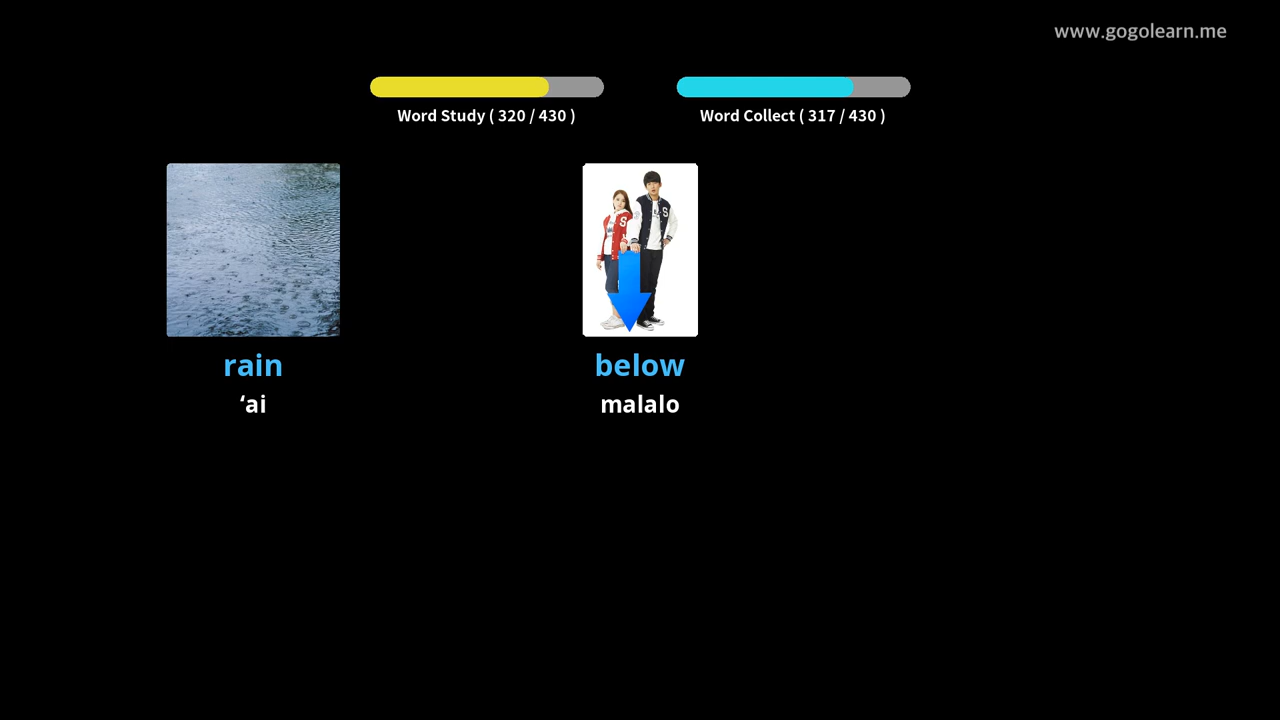 www.gogolearn.me
Word Study ( 320 / 430 )
Word Collect ( 317 / 430 )
S
S
rain
‘ai
below
malalo